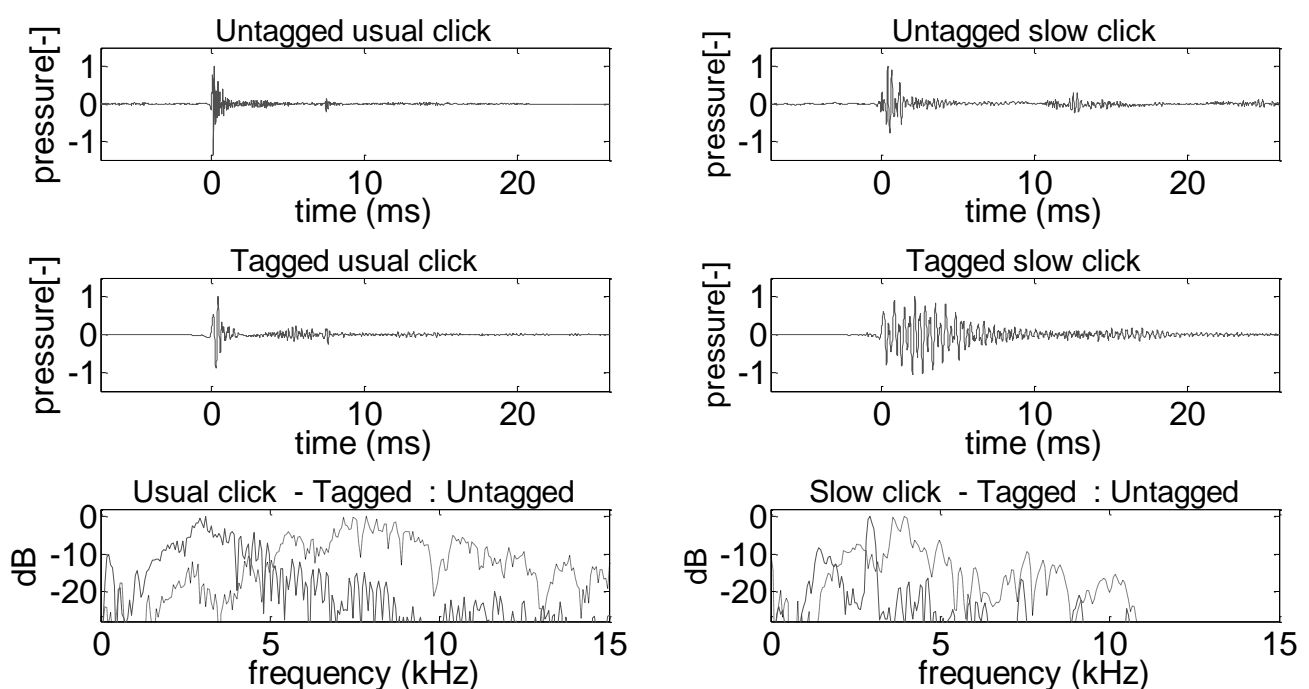 Untagged usual click
pressure[-]
1
0
-1
0 10 20
time (ms)
Untagged slow click
pressure[-]
1
0
-1
0 10 20
time (ms)
Tagged usual click
pressure[-]
1
0
-1
0 10 20
time (ms)
Tagged slow click
pressure[-]
1
0
-1
0 10 20
time (ms)
Usual click - Tagged : Untagged
dB
0
-10
-20
0 5 10 15
frequency (kHz)
Slow click - Tagged : Untagged
dB
0
-10
-20
0 5 10 15
frequency (kHz)